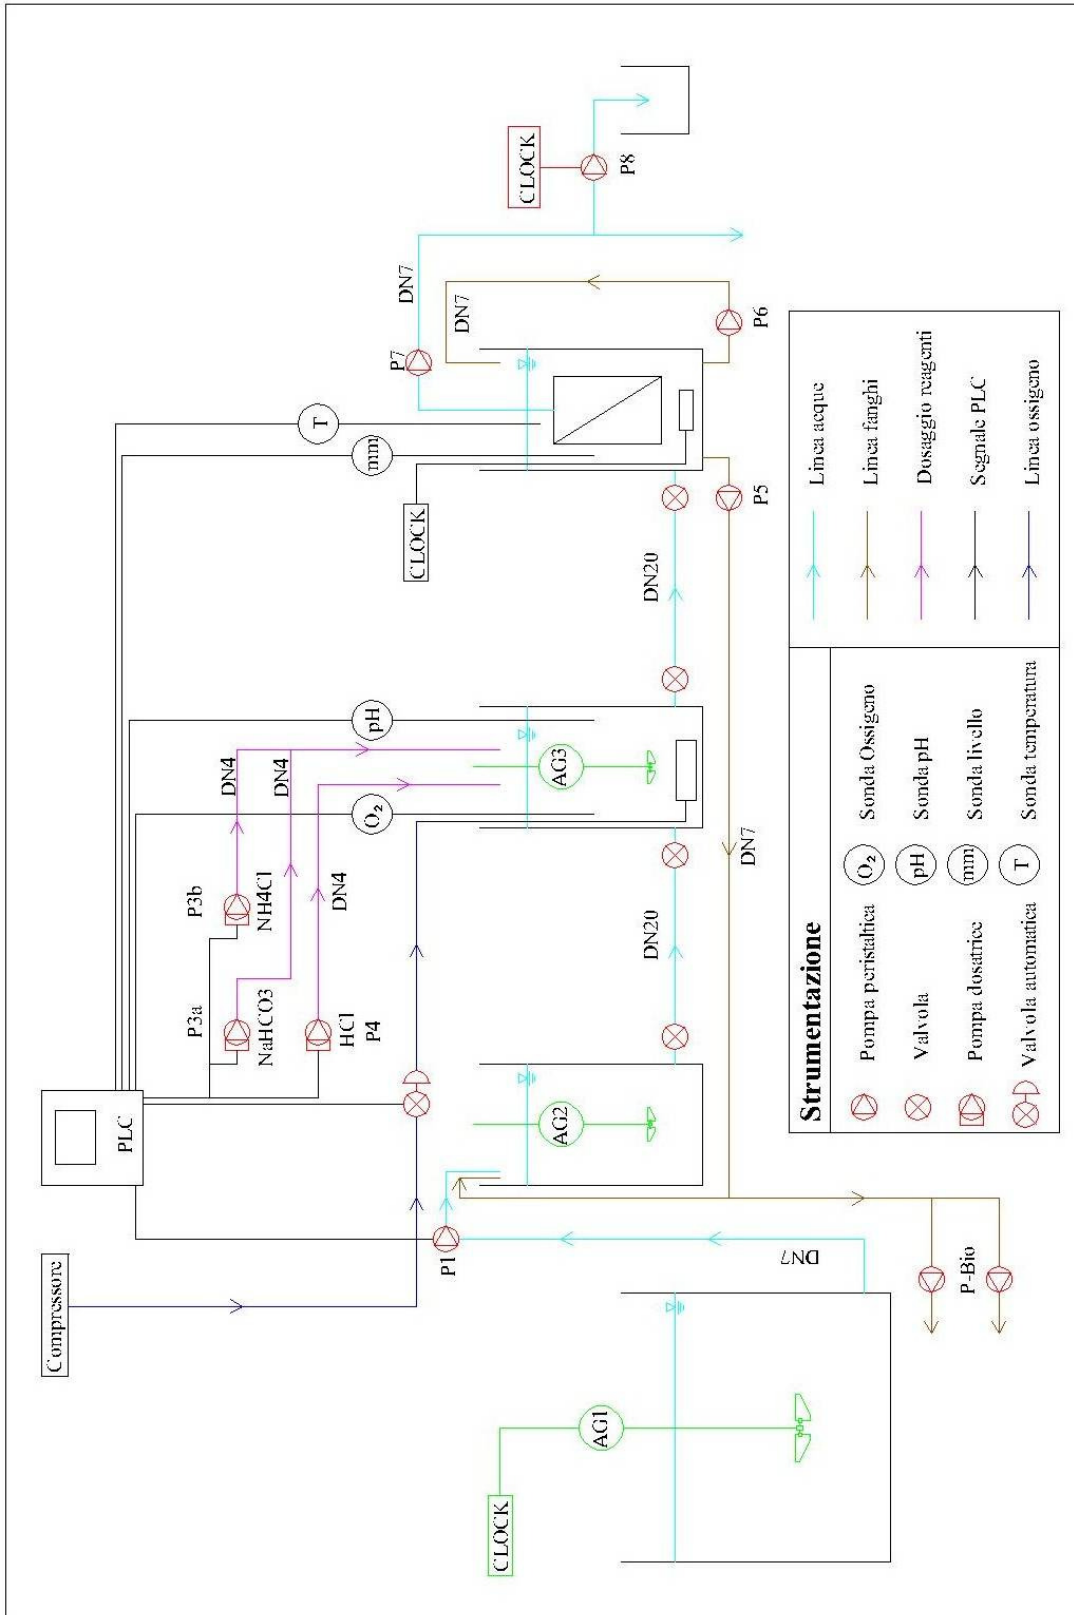 Compressore
PLC
P3a
P3b
NaHCO3
NH4Cl
DN4
DN4
HCl
P4
DN4
O₂
pH
mm
T
CLOCK
P7
DN7
DN7
CLOCK
P8
P1
CLOCK
AG1
AG2
AG3
DN7
DN20
DN20
DN7
P5
P6
P-Bio
Strumentazione
Pompa peristaltica
Valvola
Pompa dosatrice
Valvola automatica
O₂ Sonda Ossigeno
pH Sonda pH
mm Sonda livello
T Sonda temperatura
Linea acque
Linea fanghi
Dosaggio reagenti
Segnale PLC
Linea ossigeno